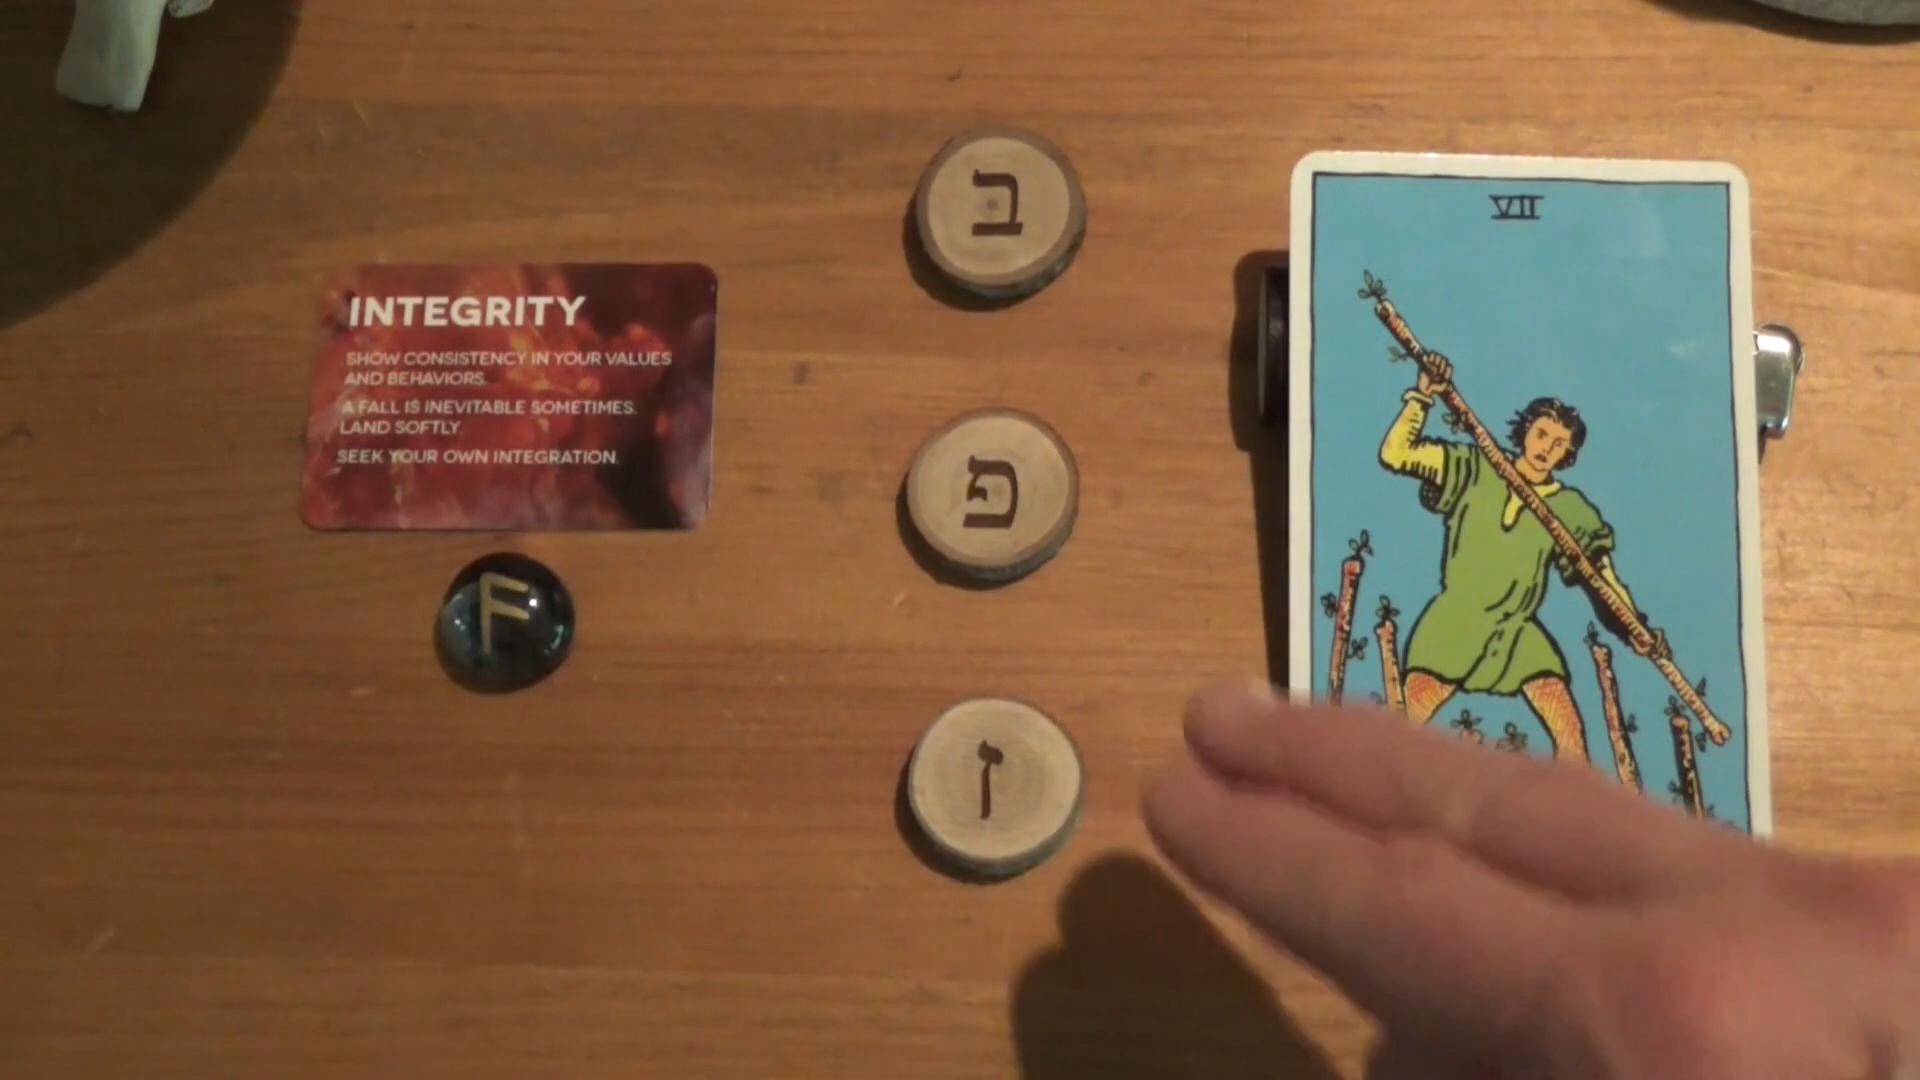 INTEGRITY
SHOW CONSISTENCY IN YOUR VALUES
AND BEHAVIORS.
A FALL IS INEVITABLE SOMETIMES.
LAND SOFTLY.
SEEK YOUR OWN INTEGRATION.
ᚨ
ב
פ
ז
VII